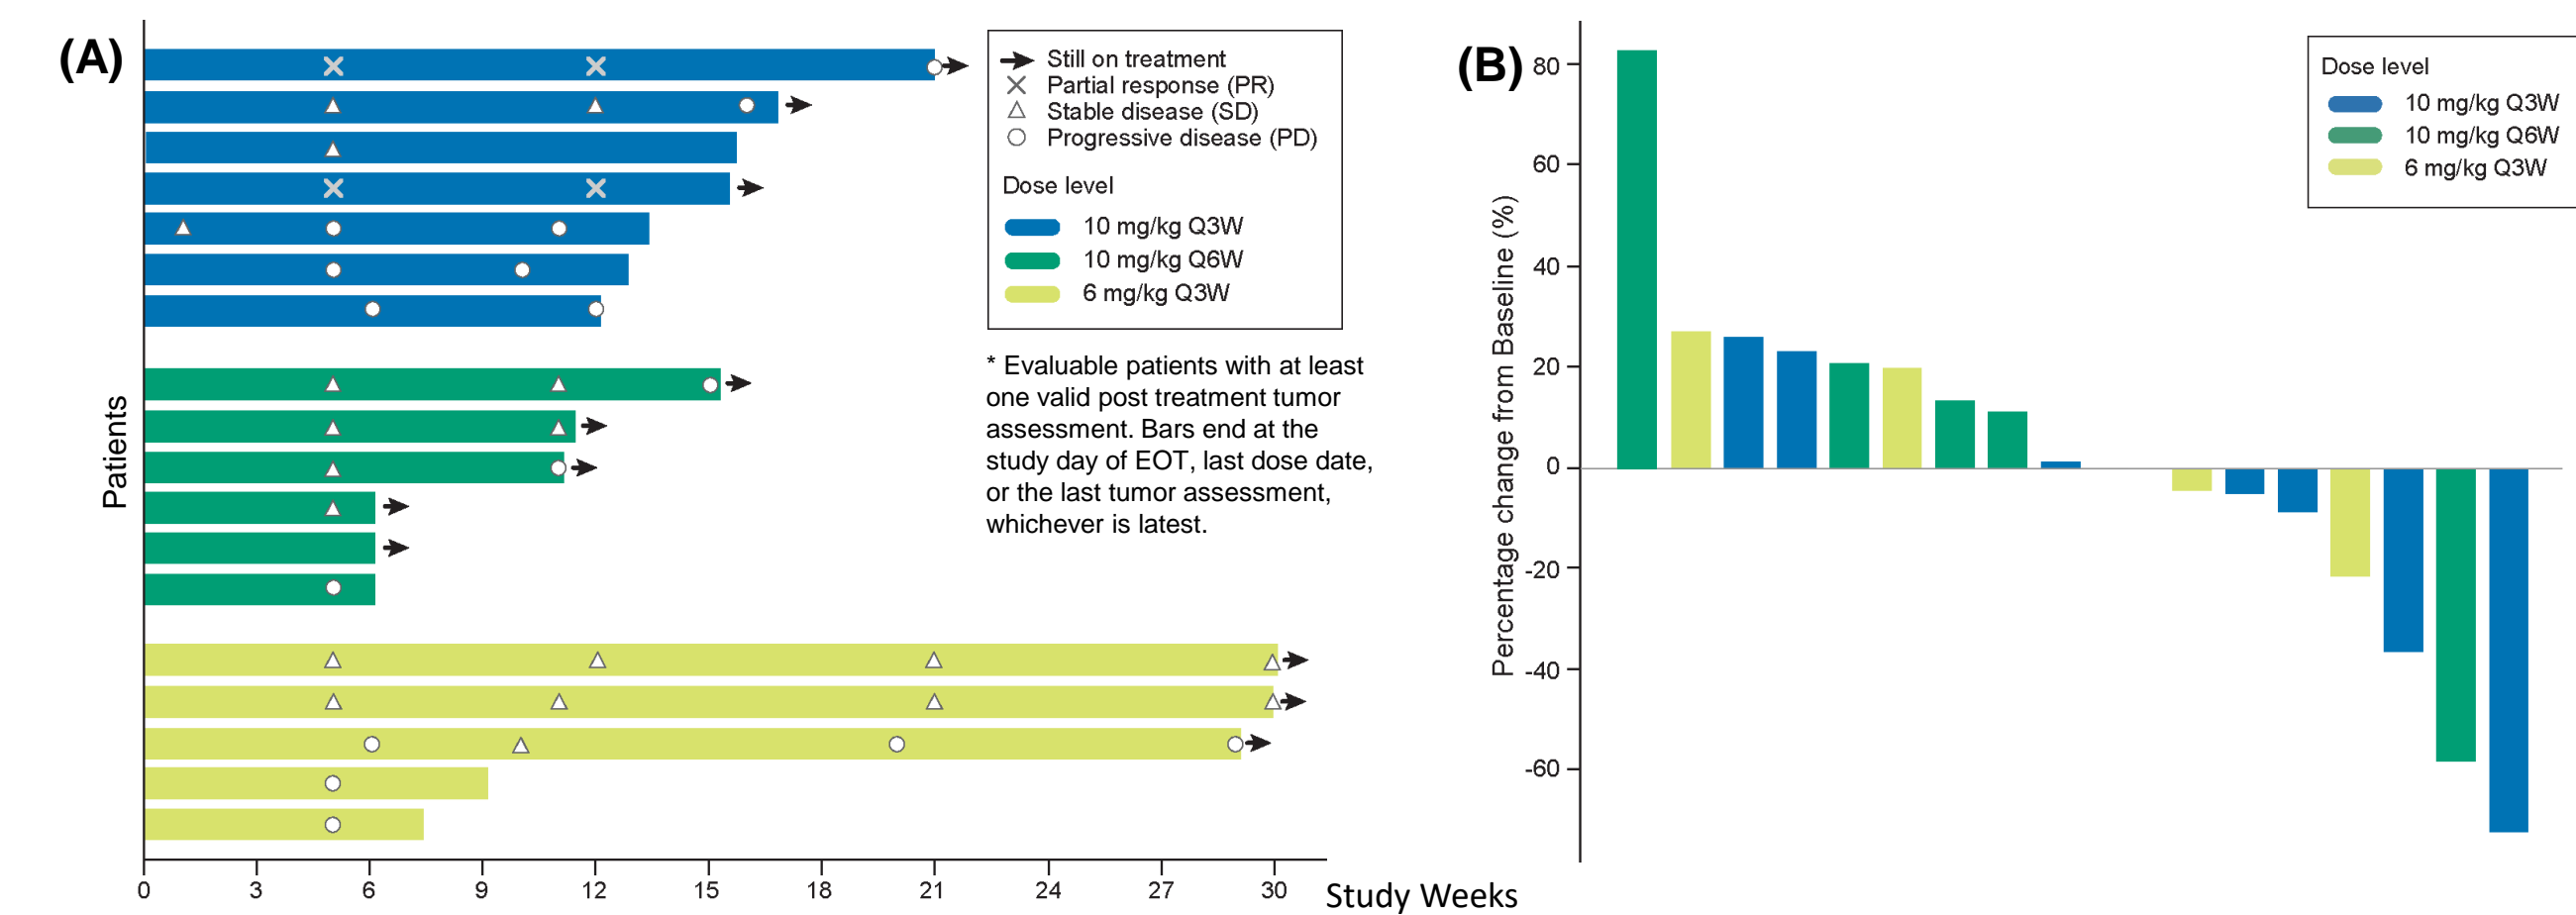 (A)
Still on treatment
Partial response (PR)
Stable disease (SD)
Progressive disease (PD)
Dose level
10 mg/kg Q3W
10 mg/kg Q6W
6 mg/kg Q3W
* Evaluable patients with at least
one valid post treatment tumor
assessment. Bars end at the
study day of EOT, last dose date,
or the last tumor assessment,
whichever is latest.
Patients
0 3 6 9 12 15 18 21 24 27 30
Study Weeks
(B)
80
60
40
20
0
-20
-40
-60
Percentage change from Baseline (%)
Dose level
10 mg/kg Q3W
10 mg/kg Q6W
6 mg/kg Q3W